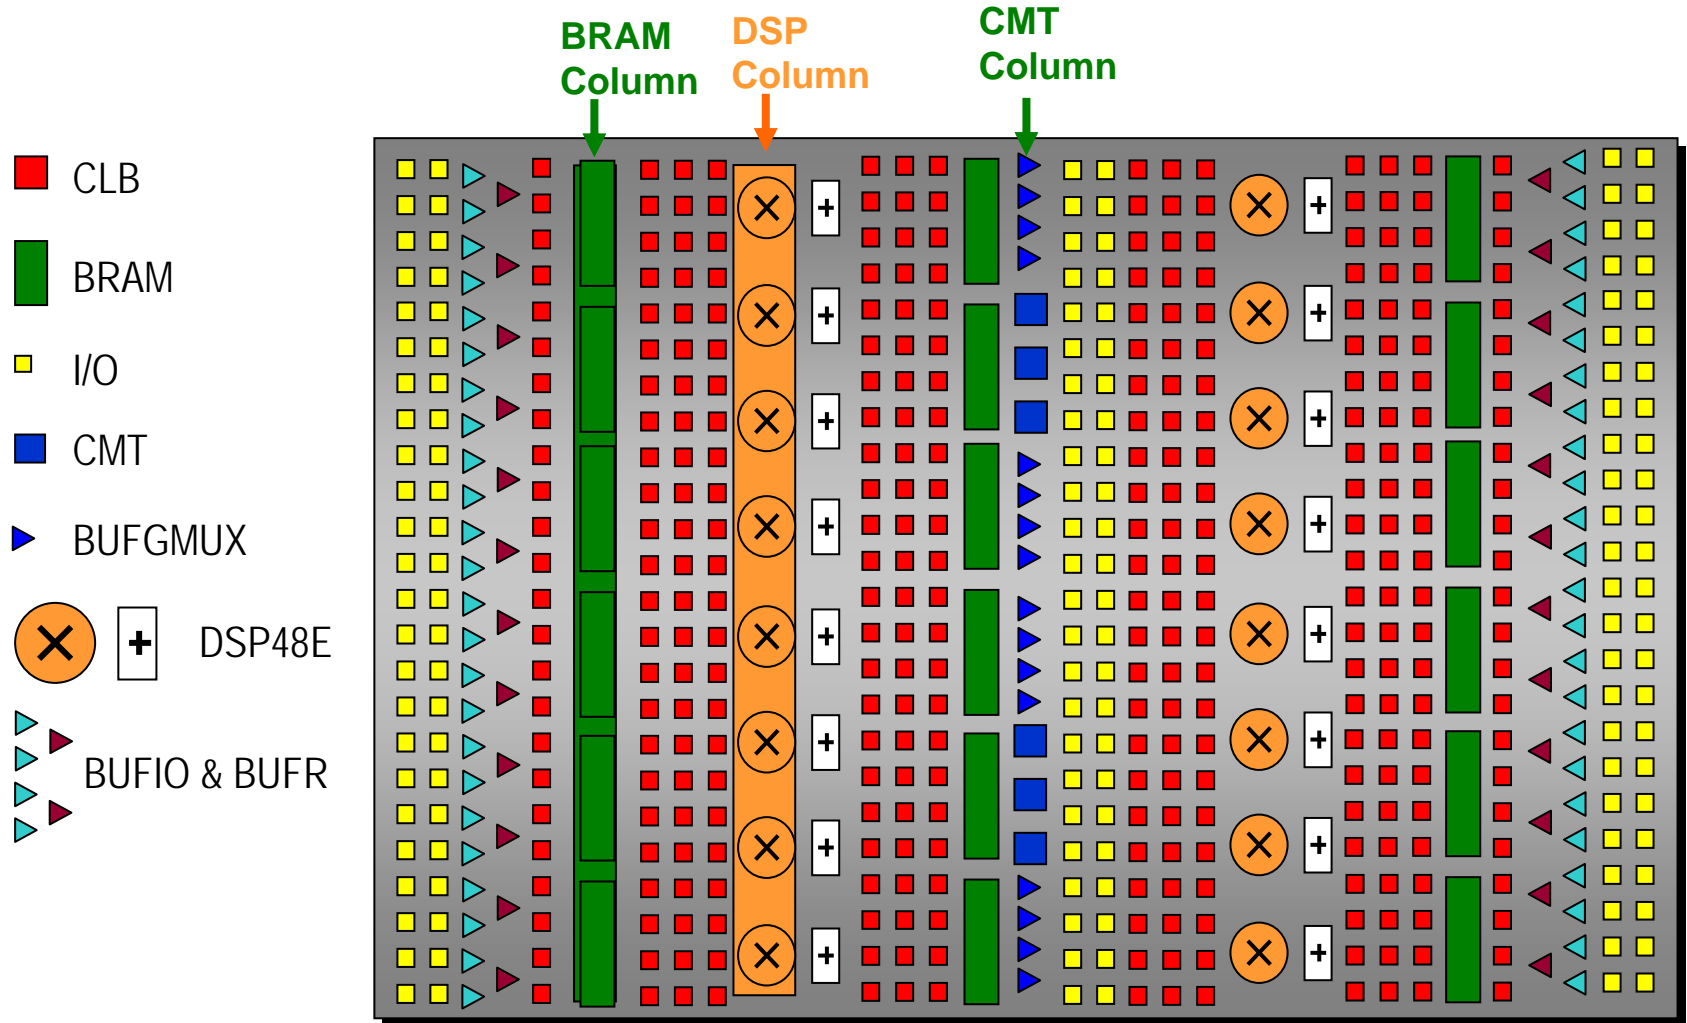 BRAM
Column
DSP
Column
CMT
Column
CLB
BRAM
I/O
CMT
BUFGMUX
DSP48E
BUFIO & BUFR